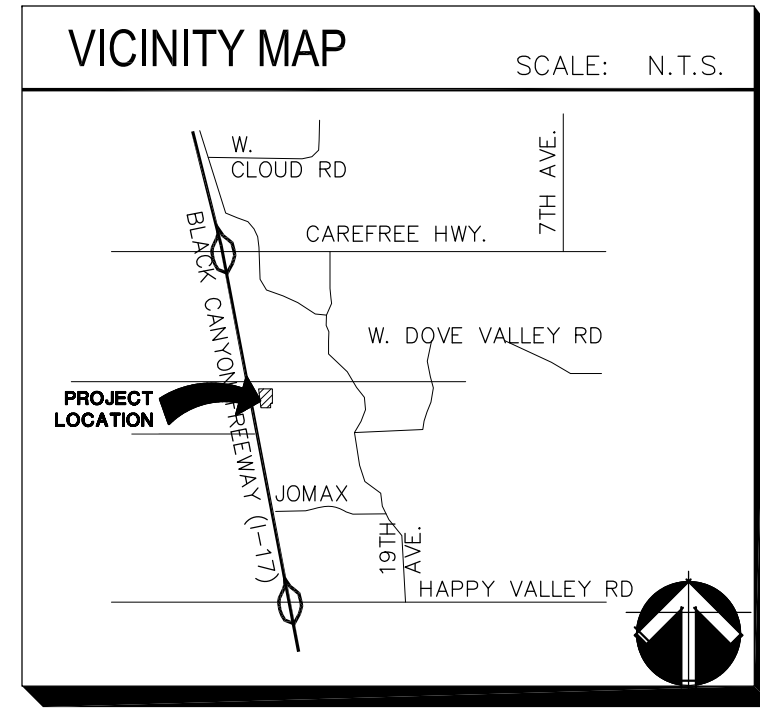 VICINITY MAP
SCALE: N.T.S.
W.
CLOUD RD
7TH AVE.
CAREFREE HWY.
BLACK CANYON FREEWAY (I-17)
W. DOVE VALLEY RD
PROJECT
LOCATION
JOMAX
19TH
AVE.
HAPPY VALLEY RD